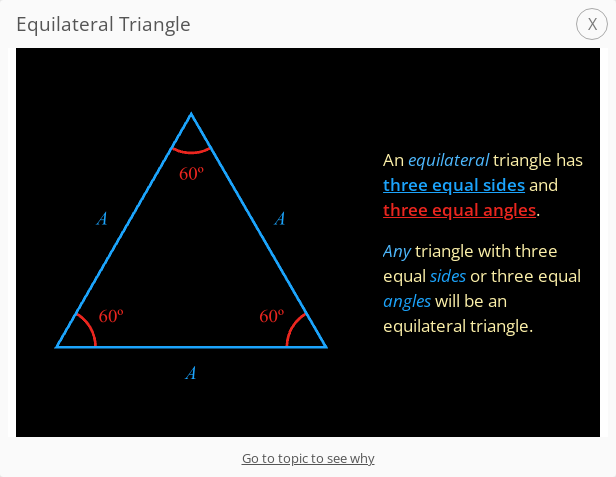 Equilateral Triangle
X
60º
A
A
60º
60º
A
An equilateral triangle has
three equal sides and
three equal angles.
Any triangle with three
equal sides or three equal
angles will be an
equilateral triangle.
Go to topic to see why